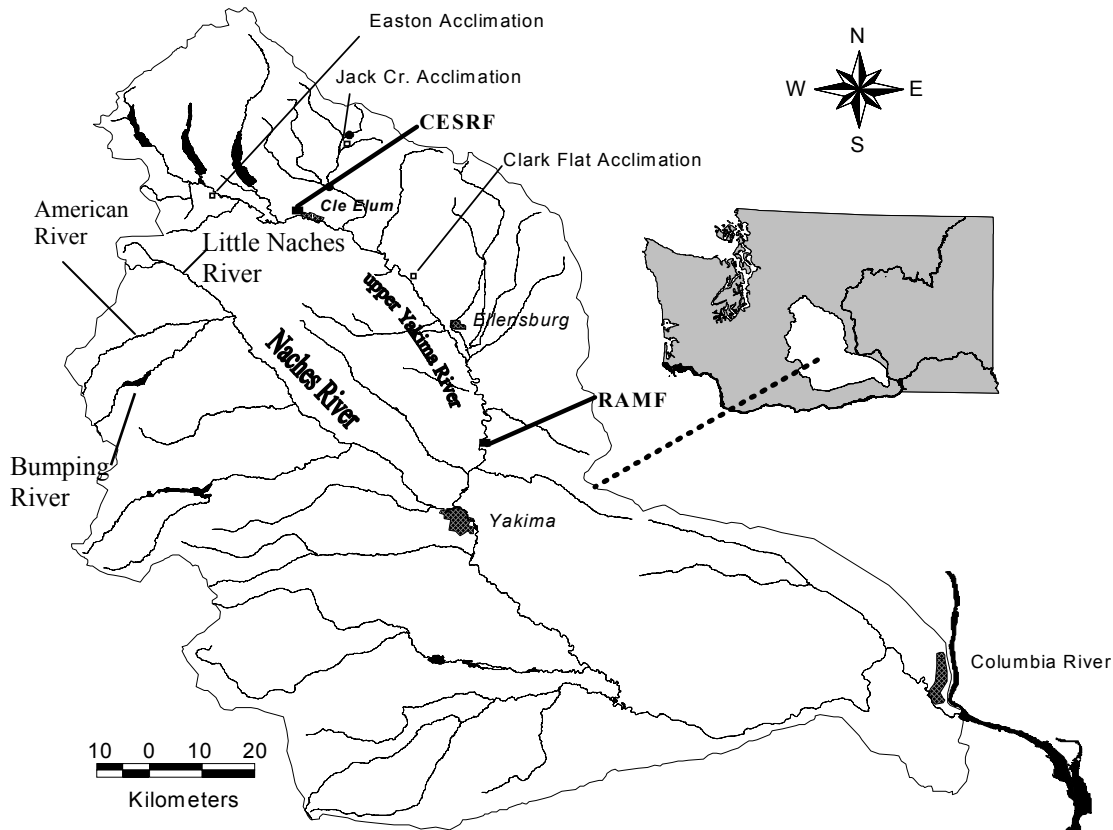 Easton Acclimation
Jack Cr. Acclimation
CESRF
Clark Flat Acclimation
N
W
E
S
American
River
Cle Elum
Little Naches
River
upper Yakima River
Ellensburg
Naches River
RAMF
Bumping
River
Yakima
Columbia River
10 0 10 20
Kilometers